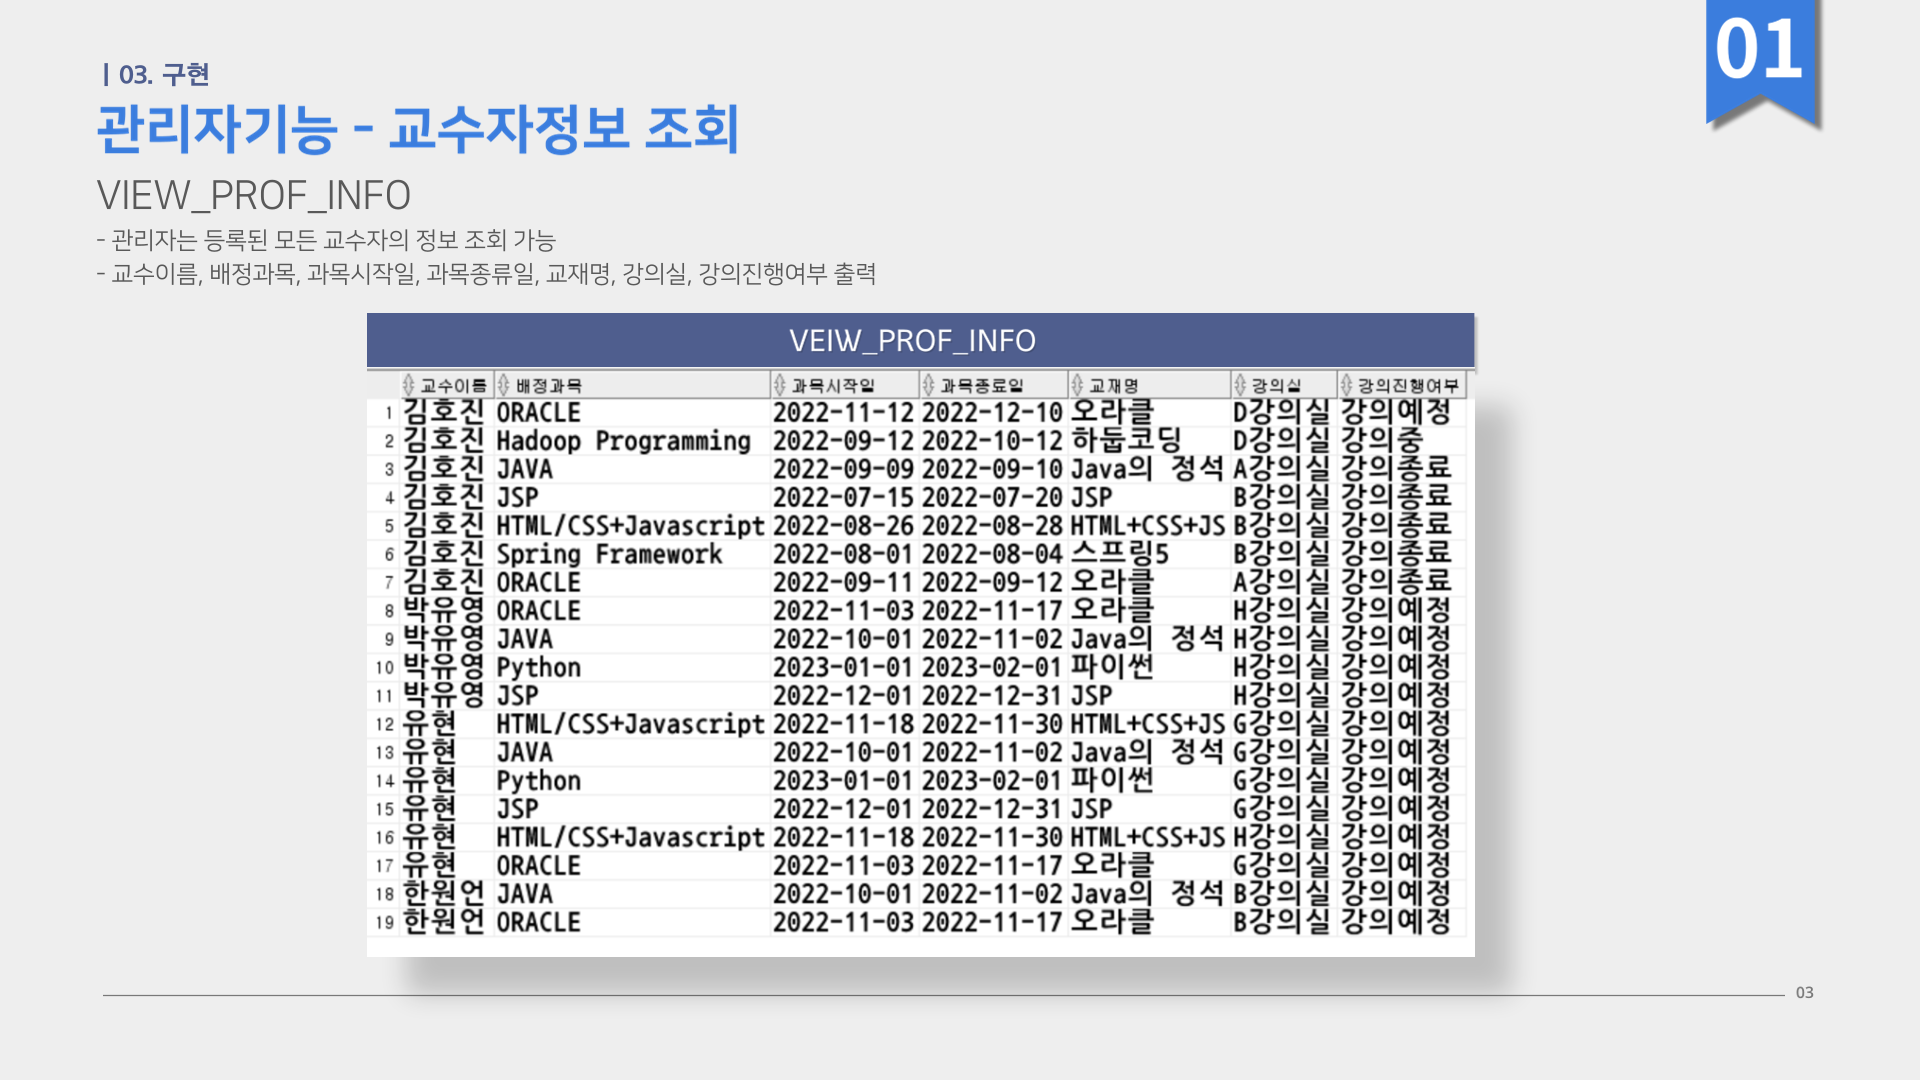 01
| 03. 구현
관리자기능 - 교수자정보 조회
VIEW_PROF_INFO
- 관리자는 등록된 모든 교수자의 정보 조회 가능
- 교수이름, 배정과목, 과목시작일, 과목종류일, 교재명, 강의실, 강의진행여부 출력
VEIW_PROF_INFO
교수이름 배정과목 과목시작일 과목종료일 교재명 강의실 강의진행여부
1 김호진 ORACLE 2022-11-12 2022-12-10 오라클 D강의실 강의예정
2 김호진 Hadoop Programming 2022-09-12 2022-10-12 하둡코딩 D강의실 강의중
3 김호진 JAVA 2022-09-09 2022-09-10 Java의 정석 A강의실 강의종료
4 김호진 JSP 2022-07-15 2022-07-20 JSP B강의실 강의종료
5 김호진 HTML/CSS+Javascript 2022-08-26 2022-08-28 HTML+CSS+JS B강의실 강의종료
6 김호진 Spring Framework 2022-08-01 2022-08-04 스프링5 B강의실 강의종료
7 김호진 ORACLE 2022-09-11 2022-09-12 오라클 A강의실 강의종료
8 박유영 ORACLE 2022-11-03 2022-11-17 오라클 H강의실 강의예정
9 박유영 JAVA 2022-10-01 2022-11-02 Java의 정석 H강의실 강의예정
10 박유영 Python 2023-01-01 2023-02-01 파이썬 H강의실 강의예정
11 박유영 JSP 2022-12-01 2022-12-31 JSP H강의실 강의예정
12 유현 HTML/CSS+Javascript 2022-11-18 2022-11-30 HTML+CSS+JS G강의실 강의예정
13 유현 JAVA 2022-10-01 2022-11-02 Java의 정석 G강의실 강의예정
14 유현 Python 2023-01-01 2023-02-01 파이썬 G강의실 강의예정
15 유현 JSP 2022-12-01 2022-12-31 JSP G강의실 강의예정
16 유현 HTML/CSS+Javascript 2022-11-18 2022-11-30 HTML+CSS+JS H강의실 강의예정
17 유현 ORACLE 2022-11-03 2022-11-17 오라클 G강의실 강의예정
18 한원언 JAVA 2022-10-01 2022-11-02 Java의 정석 B강의실 강의예정
19 한원언 ORACLE 2022-11-03 2022-11-17 오라클 B강의실 강의예정
03